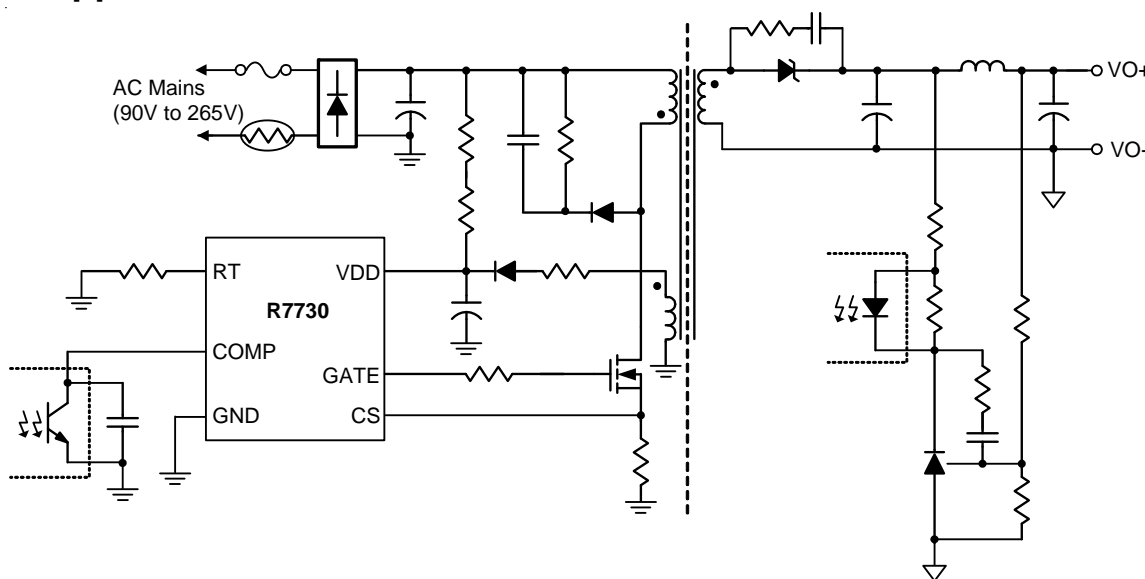 AC Mains
(90V to 265V)
VO+
VO-
RT
VDD
R7730
COMP
GATE
GND
CS